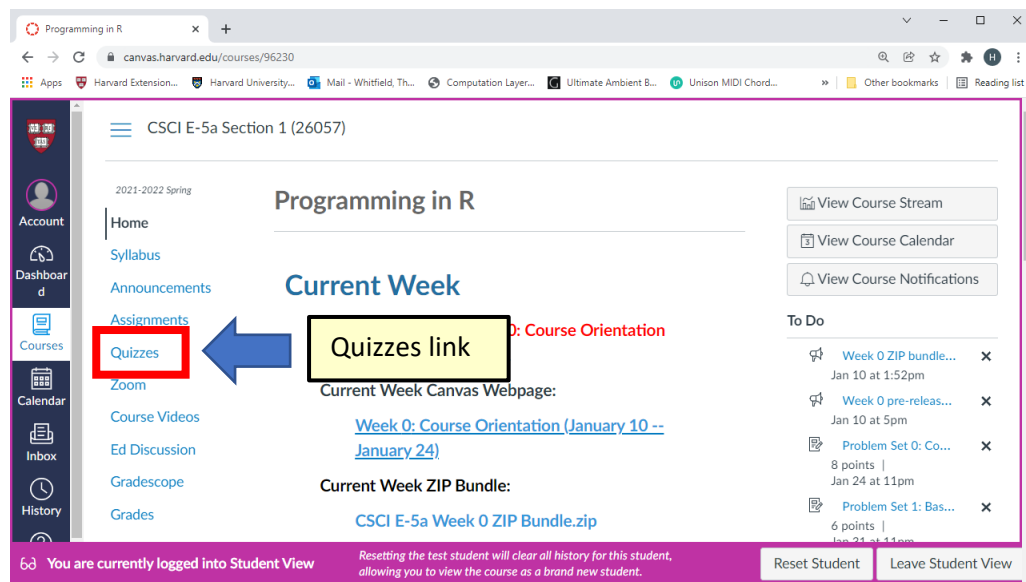 Programming in R
canvas.harvard.edu/courses/96230
H
Apps
Harvard Extension...
Harvard University...
Mail - Whitfield, Th...
Computation Layer...
Ultimate Ambient B...
Unison MIDI Chord...
»
Other bookmarks
Reading list
CSCI E-5a Section 1 (26057)
Account
Dashboar
d
Courses
Calendar
Inbox
History
2021-2022 Spring
Home
Syllabus
Announcements
Assignments
Quizzes
Zoom
Course Videos
Ed Discussion
Gradescope
Grades
Quizzes link
Programming in R
Current Week
0: Course Orientation
Current Week Canvas Webpage:
Week 0: Course Orientation (January 10 --
January 24)
Current Week ZIP Bundle:
CSCI E-5a Week 0 ZIP Bundle.zip
View Course Stream
3 View Course Calendar
View Course Notifications
To Do
Week 0 ZIP bundle...
Jan 10 at 1:52pm
Week 0 pre-releas...
Jan 10 at 5pm
Problem Set 0: Co...
8 points |
Jan 24 at 11pm
Problem Set 1: Bas...
6 points |
Jan 31 at 11pm
You are currently logged into Student View
Resetting the test student will clear all history for this student,
allowing you to view the course as a brand new student.
Reset Student
Leave Student View